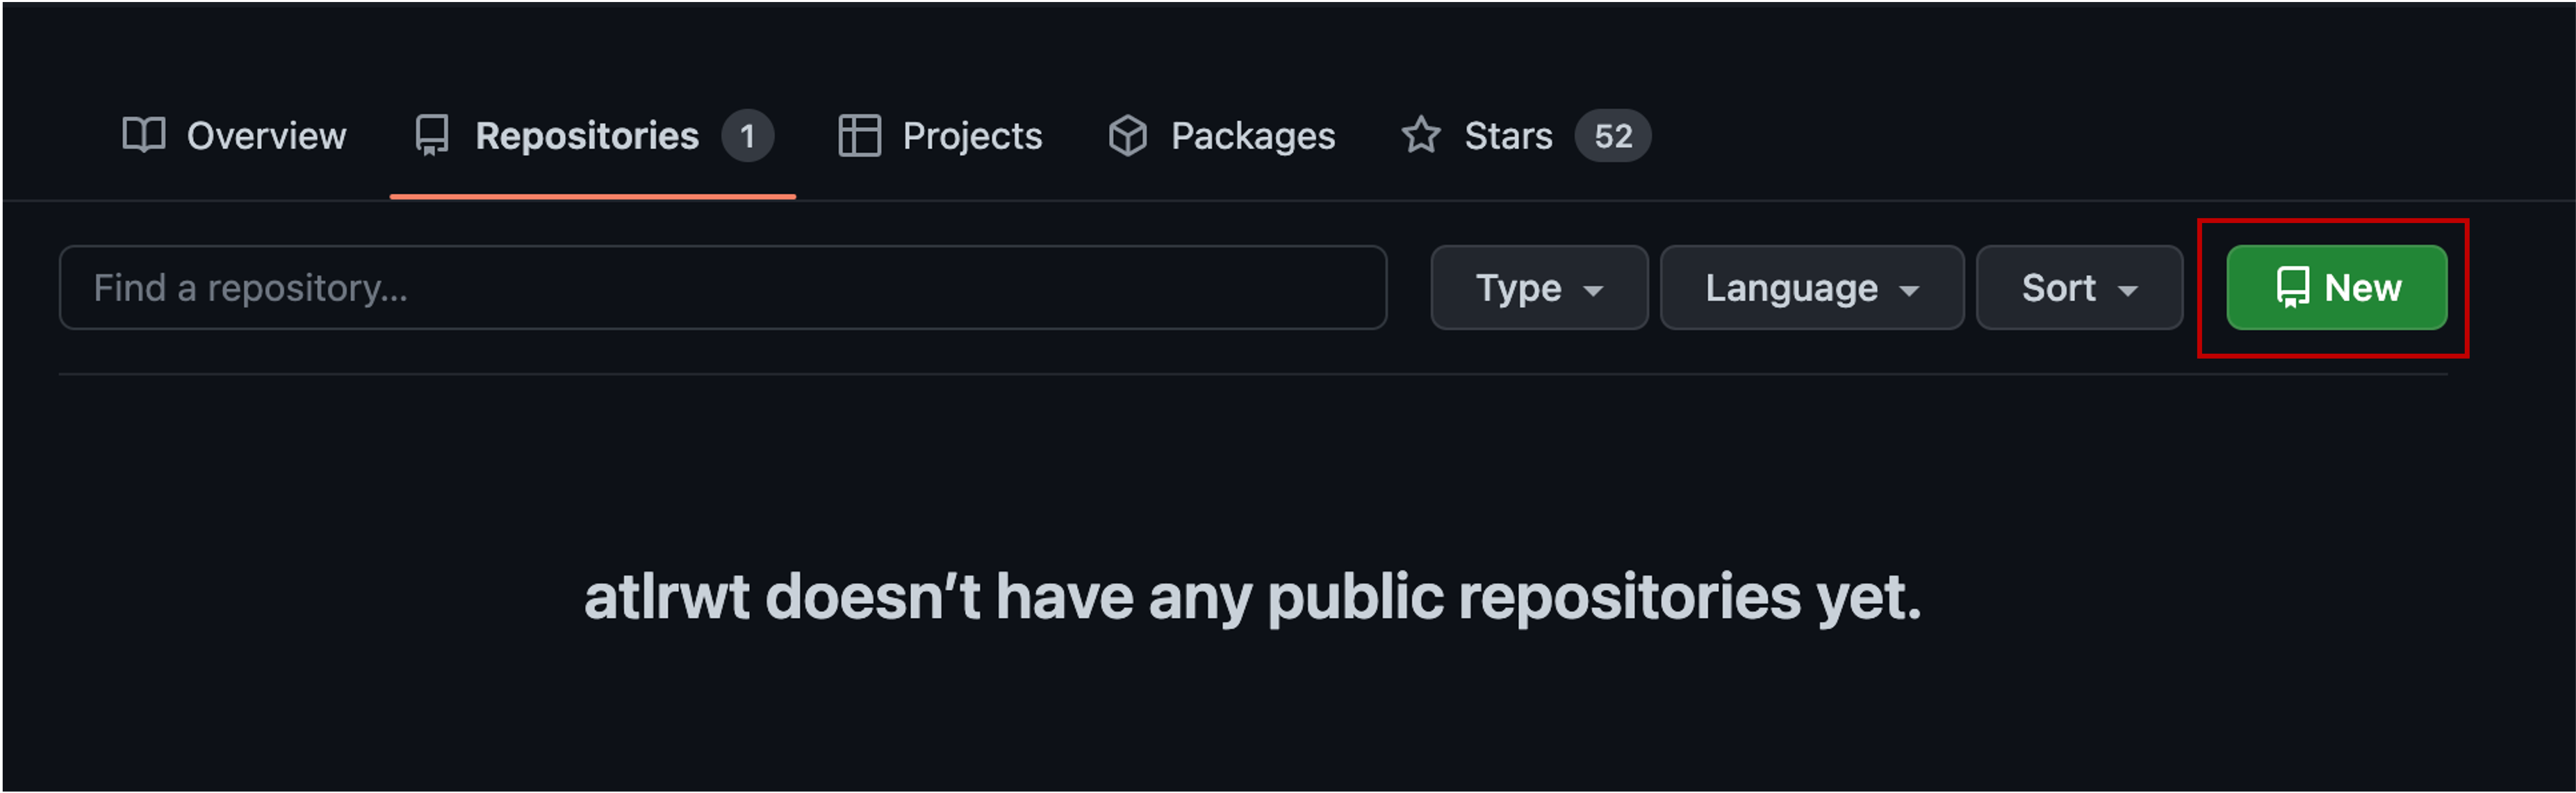 Overview Repositories 1 Projects Packages Stars 52
Find a repository... Type Language Sort New
atlrwt doesn’t have any public repositories yet.